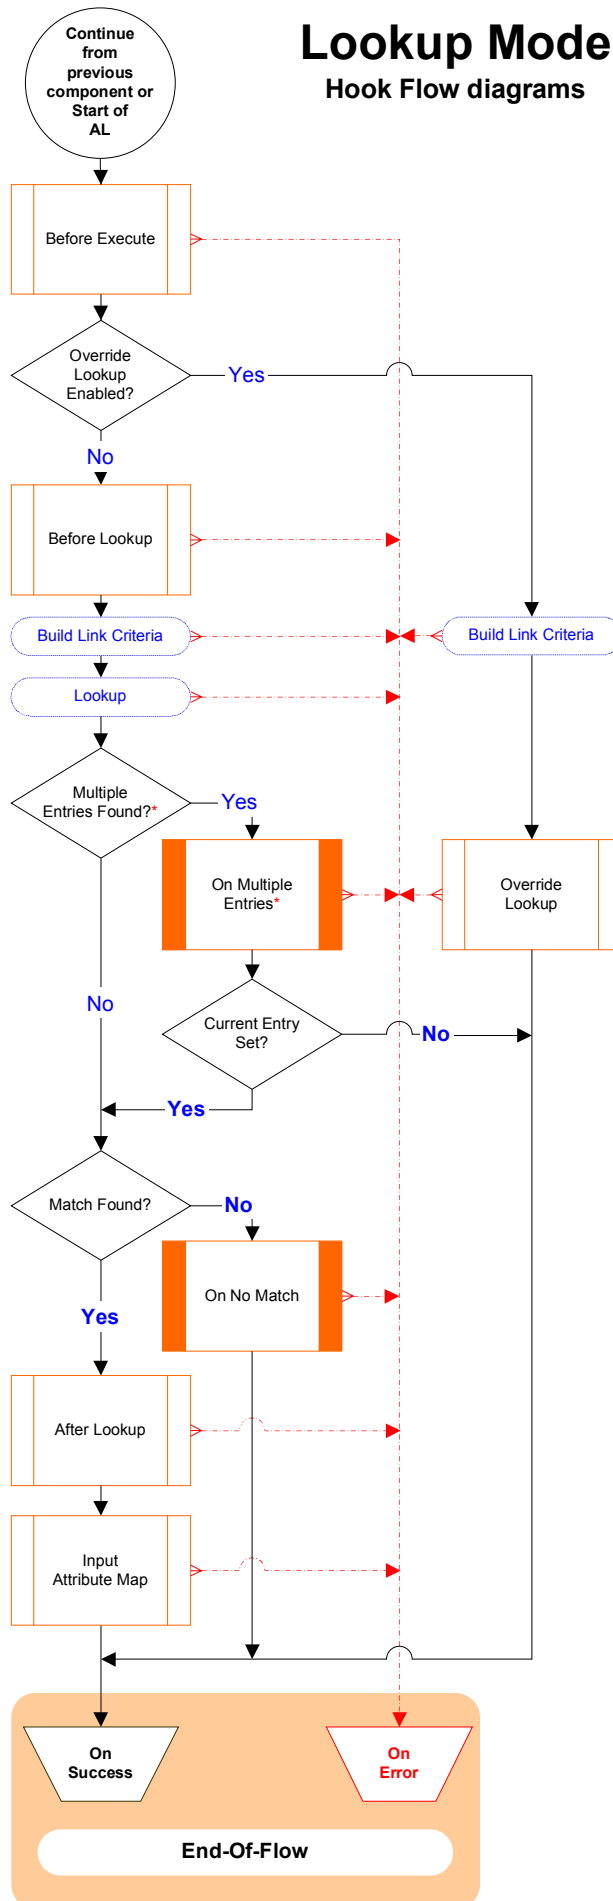 Lookup Mode
Hook Flow diagrams
Continue
from
previous
component or
Start of
AL
Before Execute
Override
Lookup
Enabled?
Yes
No
Before Lookup
Build Link Criteria
Build Link Criteria
Lookup
Multiple
Entries Found?*
Yes
On Multiple
Entries*
Override
Lookup
No
Current Entry
Set?
No
Yes
Match Found?
No
On No Match
Yes
After Lookup
Input
Attribute Map
On
Success
On
Error
End-Of-Flow